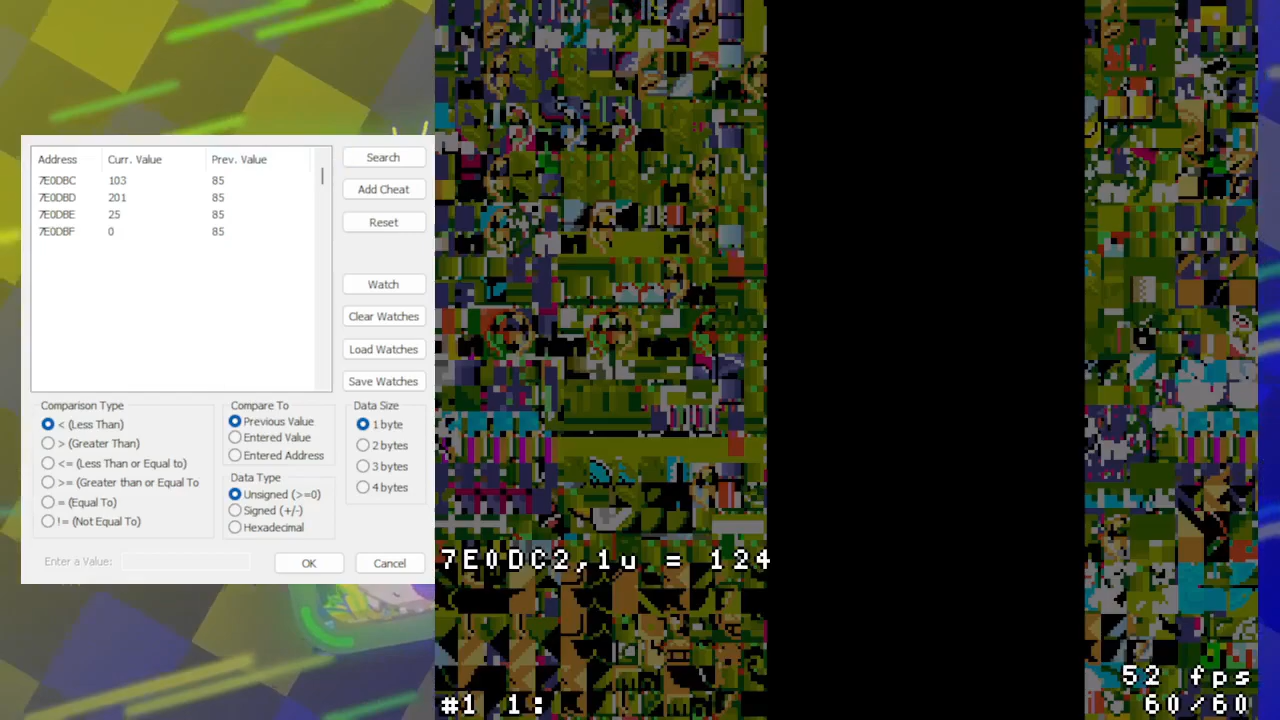 Address Curr. Value Prev. Value
7E0DBC 103 85
7E0DBD 201 85
7E0DBE 25 85
7E0DBF 0 85
Search
Add Cheat
Reset
Watch
Clear Watches
Load Watches
Save Watches
Comparison Type
< (Less Than)
> (Greater Than)
<= (Less Than or Equal to)
>= (Greater than or Equal To
= (Equal To)
!= (Not Equal To)
Compare To
Previous Value
Entered Value
Entered Address
Data Type
Unsigned (>=0)
Signed (+/-)
Hexadecimal
Data Size
1 byte
2 bytes
3 bytes
4 bytes
Enter a Value:
OK
Cancel
7E0DC2,1u = 124
#1 1:
52 fps
60/60